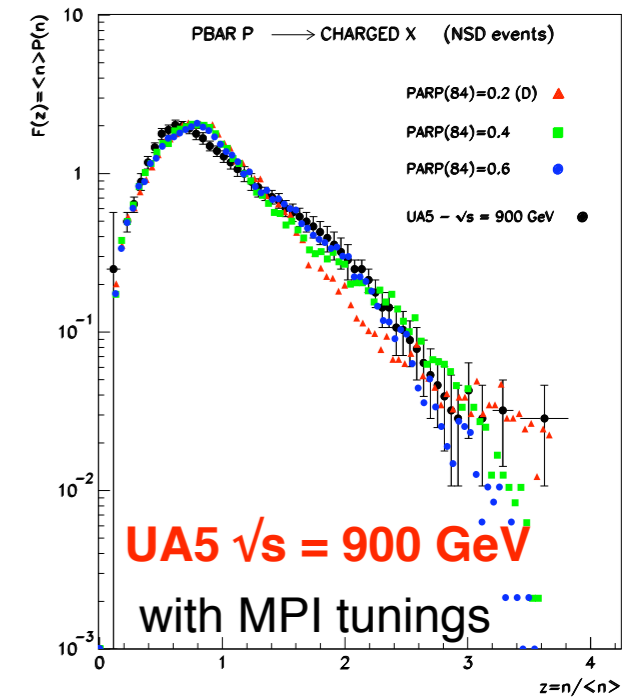 F(z)=<n>P(n)
PBAR P ⟶ CHARGED X (NSD events)
PARP(84)=0.2 (D)
PARP(84)=0.4
PARP(84)=0.6
UA5 - √s = 900 GeV
10
1
10⁻¹
10⁻²
10⁻³
UA5 √s = 900 GeV
with MPI tunings
0 1 2 3 4
z=n/<n>